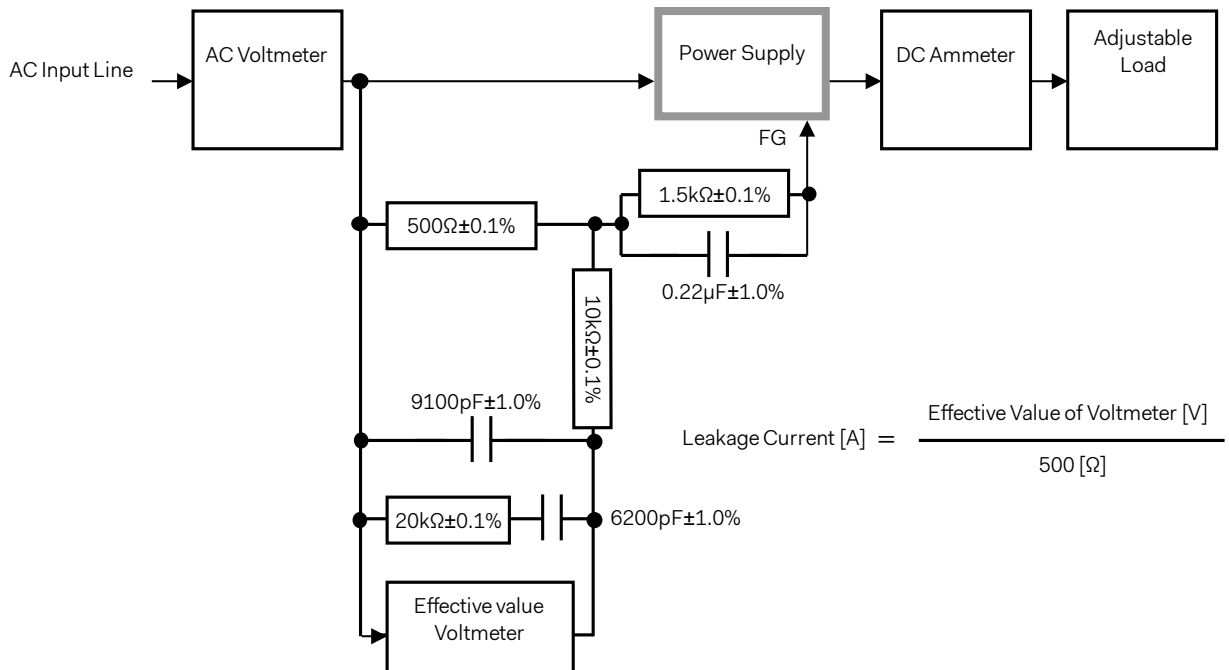 AC Input Line
AC Voltmeter
Power Supply
DC Ammeter
Adjustable
Load
FG
1.5kΩ±0.1%
500Ω±0.1%
0.22µF±1.0%
10kΩ±0.1%
9100pF±1.0%
Leakage Current [A] =
Effective Value of Voltmeter [V]
500 [Ω]
20kΩ±0.1%
6200pF±1.0%
Effective value
Voltmeter